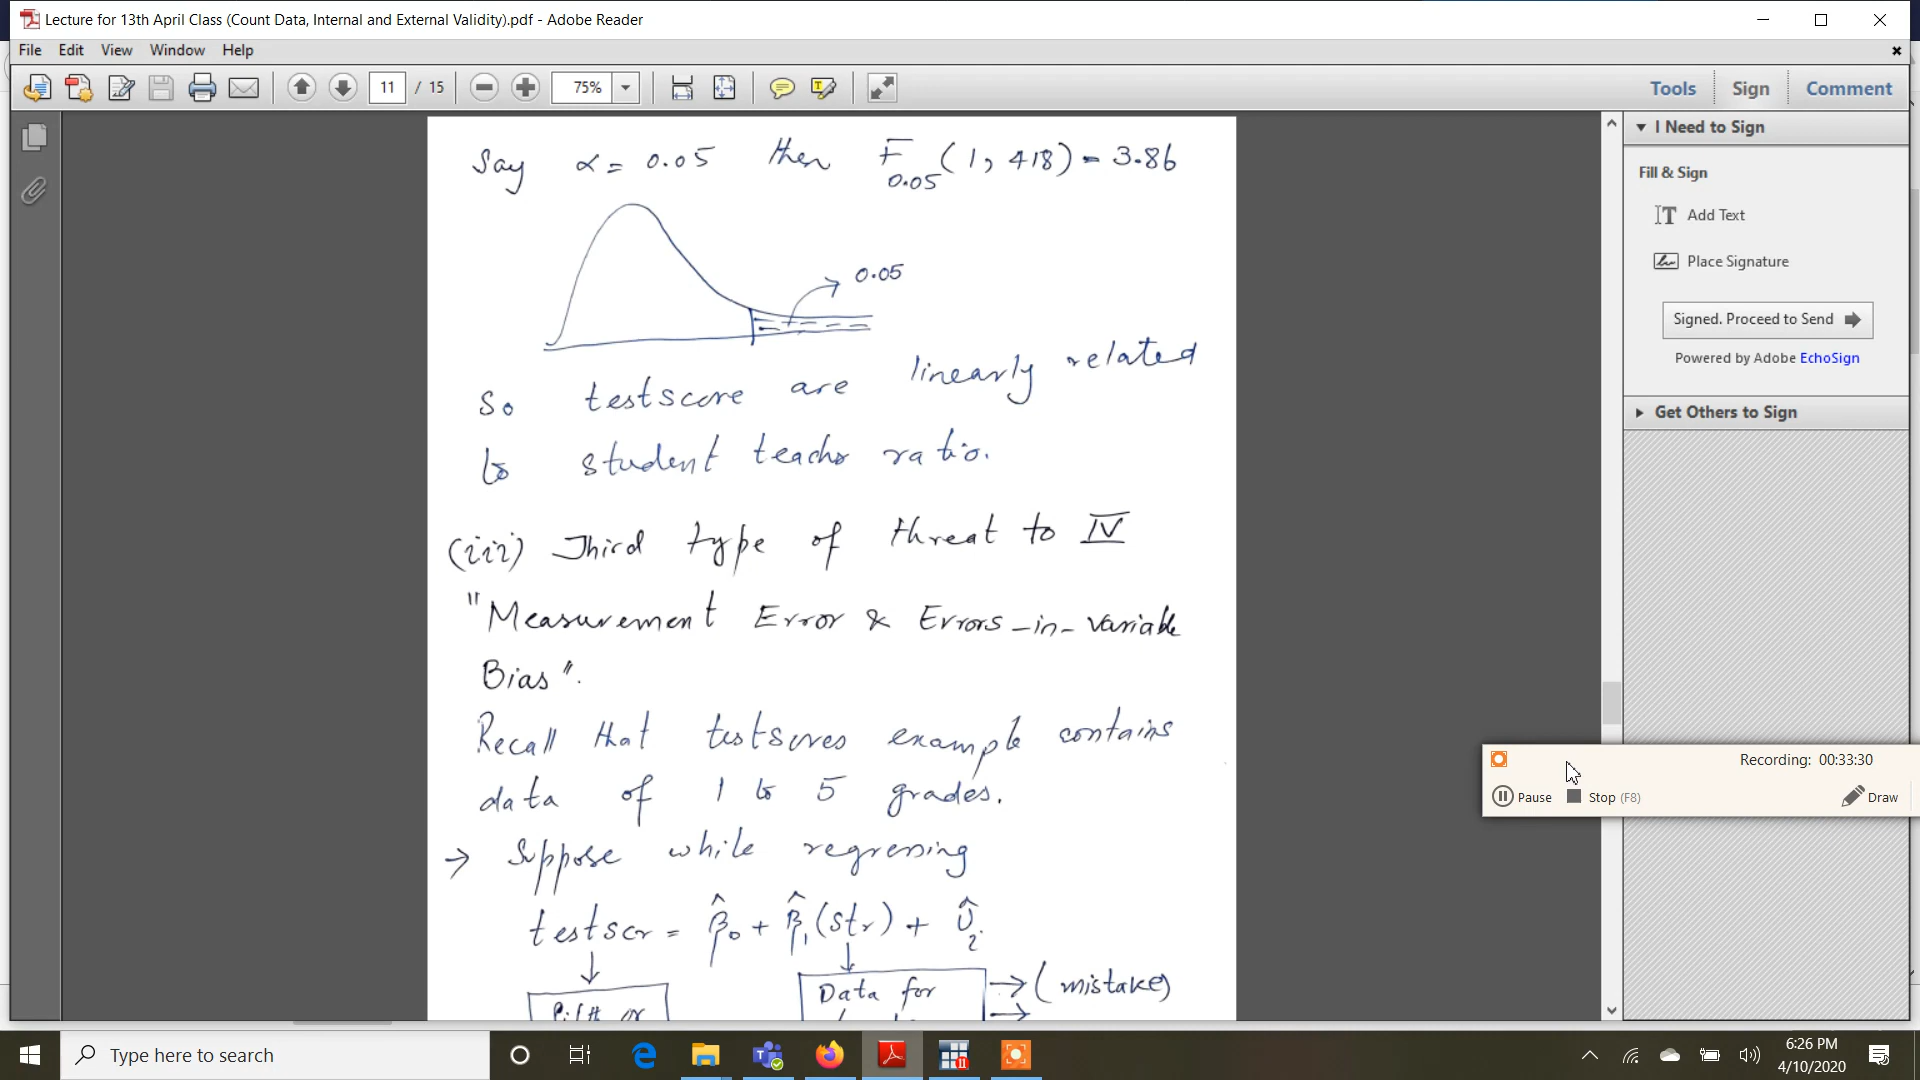 Lecture for 13th April Class (Count Data, Internal and External Validity).pdf - Adobe Reader
File Edit View Window Help
11 / 15 75% Tools Sign Comment
I Need to Sign
Fill & Sign
Add Text
Place Signature
Signed. Proceed to Send
Powered by Adobe EchoSign
Get Others to Sign
Say α = 0.05 then F0.05 (1, 418) = 3.86
0.05
So testscore are linearly related
to student teachr ratio.
(iii) Third type of threat to IV
"Measurement Error & Errors-in-variable
Bias".
Recall that testscores example contains
data of 1 to 5 grades.
→ Suppose while regressing
testscr = β̂0 + β̂1 (str) + Û2.
Data for → (mistake)
Recording: 00:33:30
Pause Stop (F8) Draw
Type here to search
11
6:26 PM
4/10/2020